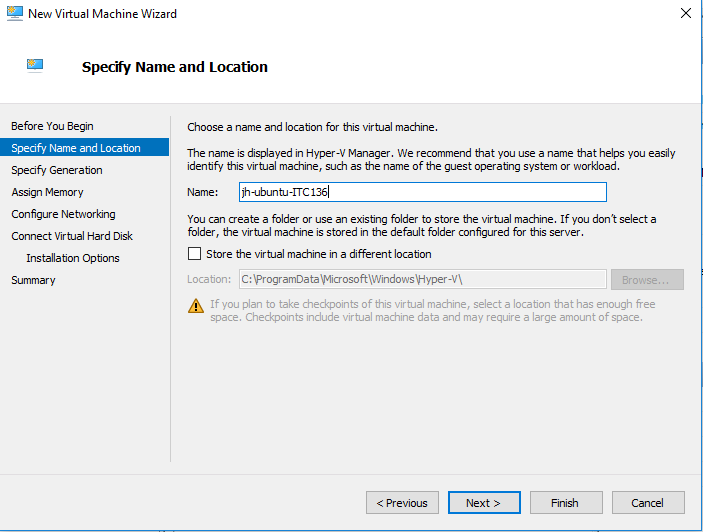 New Virtual Machine Wizard
Specify Name and Location
Before You Begin
Specify Name and Location
Specify Generation
Assign Memory
Configure Networking
Connect Virtual Hard Disk
Installation Options
Summary
Choose a name and location for this virtual machine.
The name is displayed in Hyper-V Manager. We recommend that you use a name that helps you easily
identify this virtual machine, such as the name of the guest operating system or workload.
Name: jh-ubuntu-ITC136
You can create a folder or use an existing folder to store the virtual machine. If you don't select a
folder, the virtual machine is stored in the default folder configured for this server.
Store the virtual machine in a different location
Location: C:\ProgramData\Microsoft\Windows\Hyper-V\ Browse...
If you plan to take checkpoints of this virtual machine, select a location that has enough free
space. Checkpoints include virtual machine data and may require a large amount of space.
< Previous Next > Finish Cancel